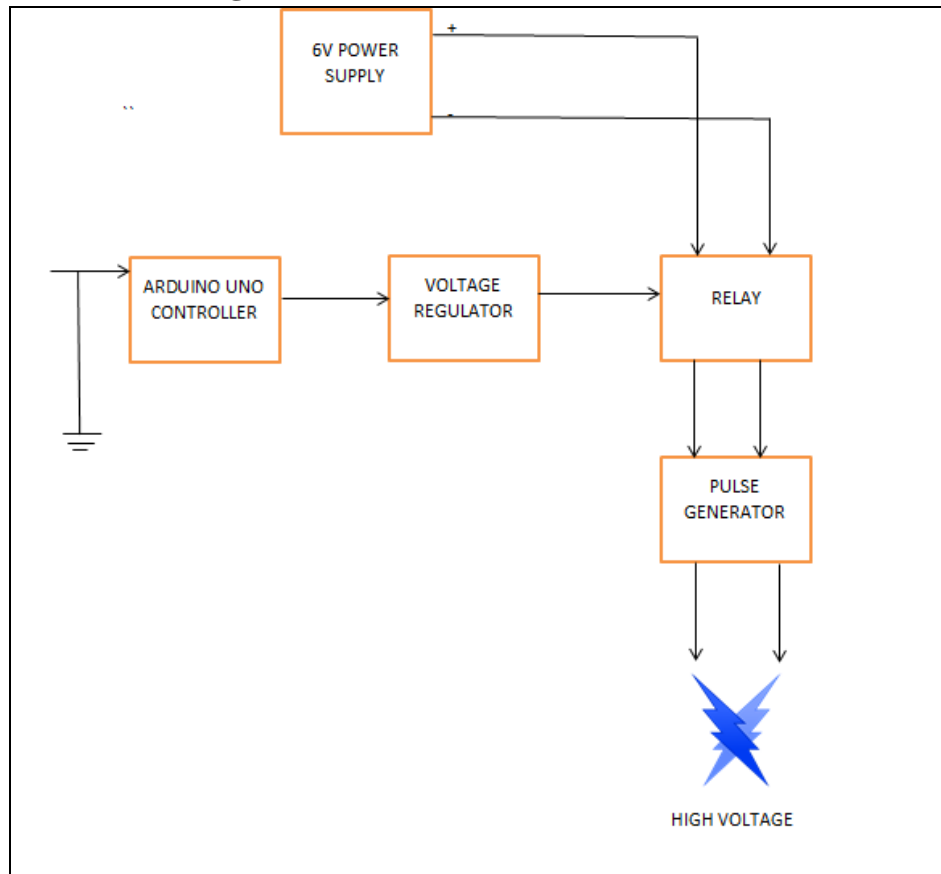 +
6V POWER
SUPPLY
``
-
ARDUINO UNO
CONTROLLER
VOLTAGE
REGULATOR
RELAY
PULSE
GENERATOR
HIGH VOLTAGE